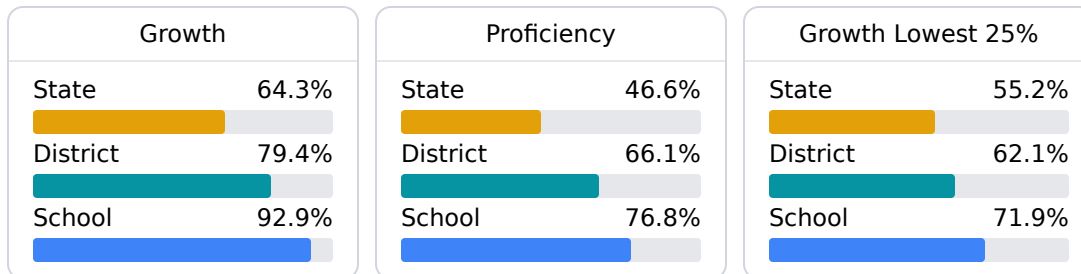 Growth
State 64.3%
District 79.4%
School 92.9%
Proficiency
State 46.6%
District 66.1%
School 76.8%
Growth Lowest 25%
State 55.2%
District 62.1%
School 71.9%